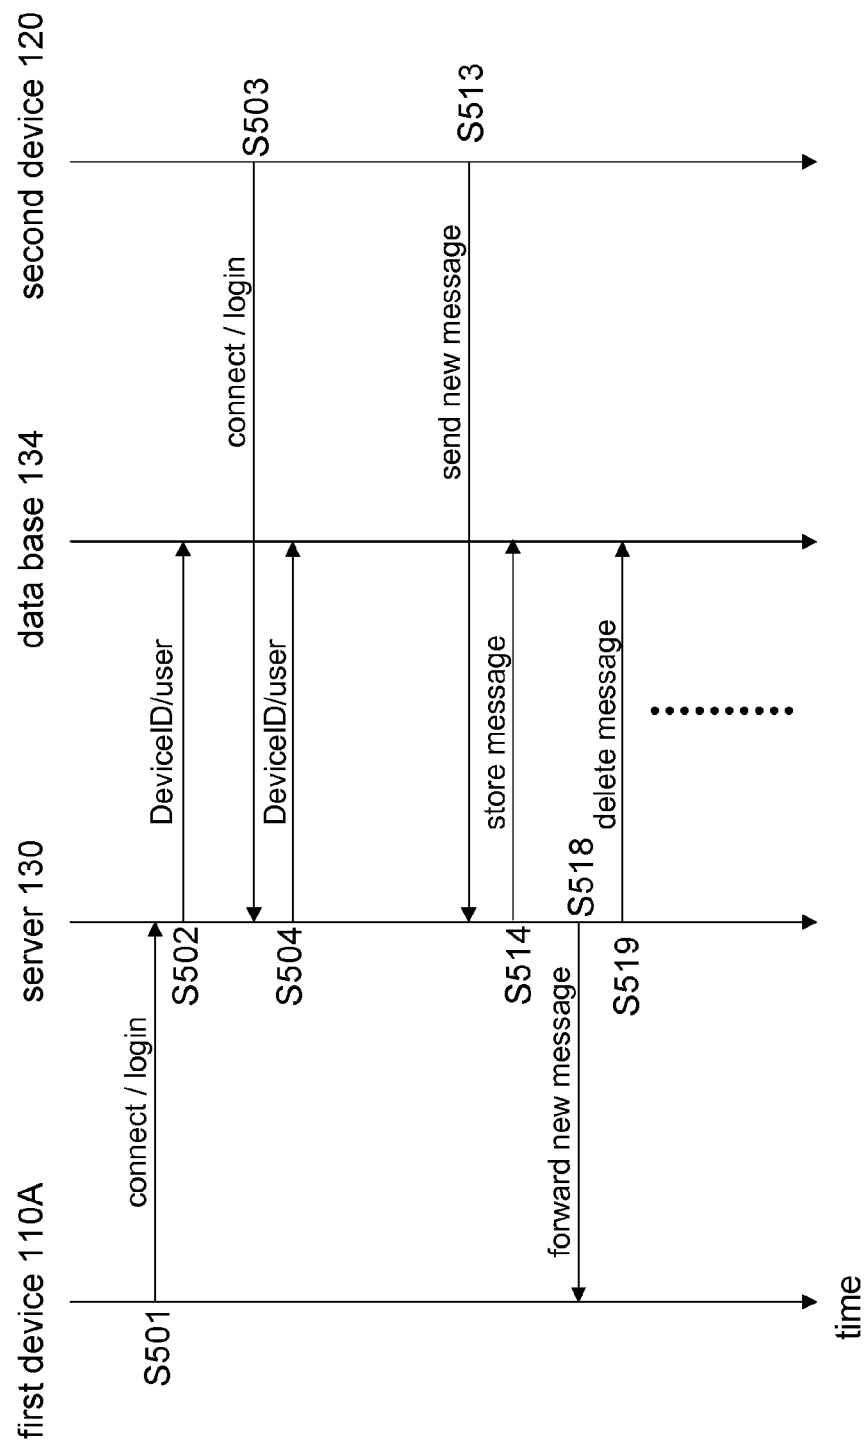 first device 110A
server 130
data base 134
second device 120
S501
connect / login
S502
DeviceID/user
connect / login
S503
S504
DeviceID/user
send new message
S513
S514
store message
forward new message
S518
S519
delete message
time